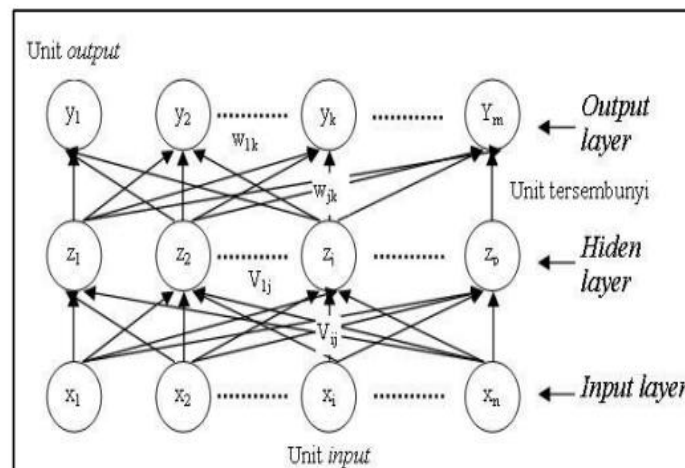 Unit output
y1 y2 ........... yk ........... Ym
Output layer
w1k
wjk
Unit tersembunyi
z1 z2 ........... zj ........... zp
Hiden layer
V1j
Vij
x1 x2 ........... xi ........... xn
Input layer
Unit input